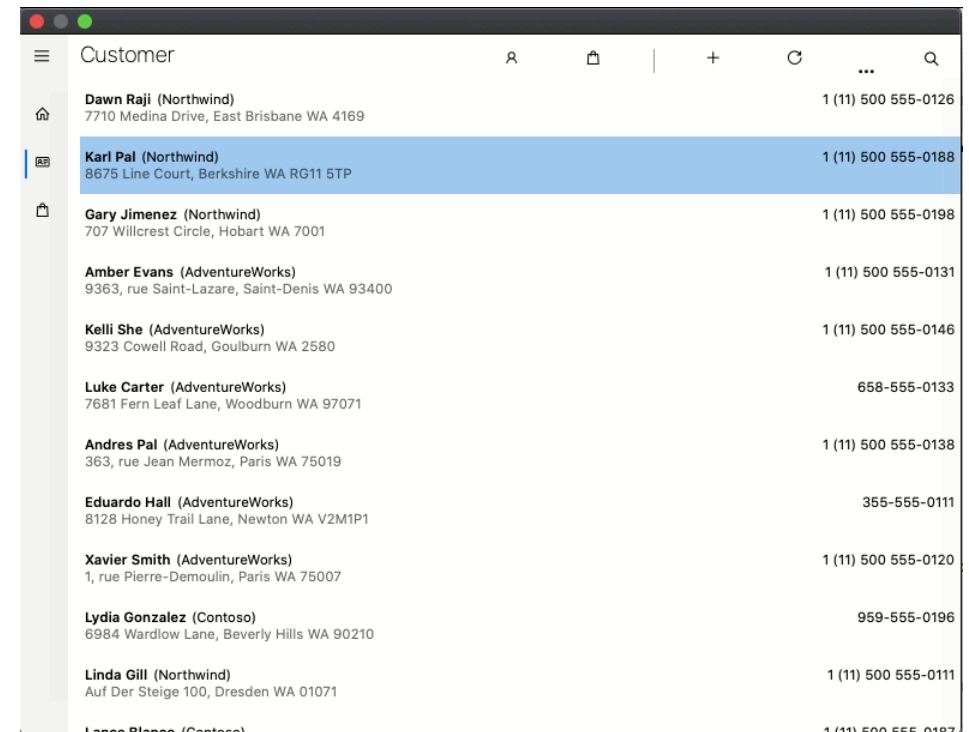 Customer
Dawn Raji (Northwind) 1 (11) 500 555-0126
7710 Medina Drive, East Brisbane WA 4169
Karl Pal (Northwind) 1 (11) 500 555-0188
8675 Line Court, Berkshire WA RG11 5TP
Gary Jimenez (Northwind) 1 (11) 500 555-0198
707 Willcrest Circle, Hobart WA 7001
Amber Evans (AdventureWorks) 1 (11) 500 555-0131
9363, rue Saint-Lazare, Saint-Denis WA 93400
Kelli She (AdventureWorks) 1 (11) 500 555-0146
9323 Cowell Road, Goulburn WA 2580
Luke Carter (AdventureWorks) 658-555-0133
7681 Fern Leaf Lane, Woodburn WA 97071
Andres Pal (AdventureWorks) 1 (11) 500 555-0138
363, rue Jean Mermoz, Paris WA 75019
Eduardo Hall (AdventureWorks) 355-555-0111
8128 Honey Trail Lane, Newton WA V2M1P1
Xavier Smith (AdventureWorks) 1 (11) 500 555-0120
1, rue Pierre-Demoulin, Paris WA 75007
Lydia Gonzalez (Contoso) 959-555-0196
6984 Wardlow Lane, Beverly Hills WA 90210
Linda Gill (Northwind) 1 (11) 500 555-0111
Auf Der Steige 100, Dresden WA 01071
Lance Blanco (Contoso) 1 (11) 500 555-0187